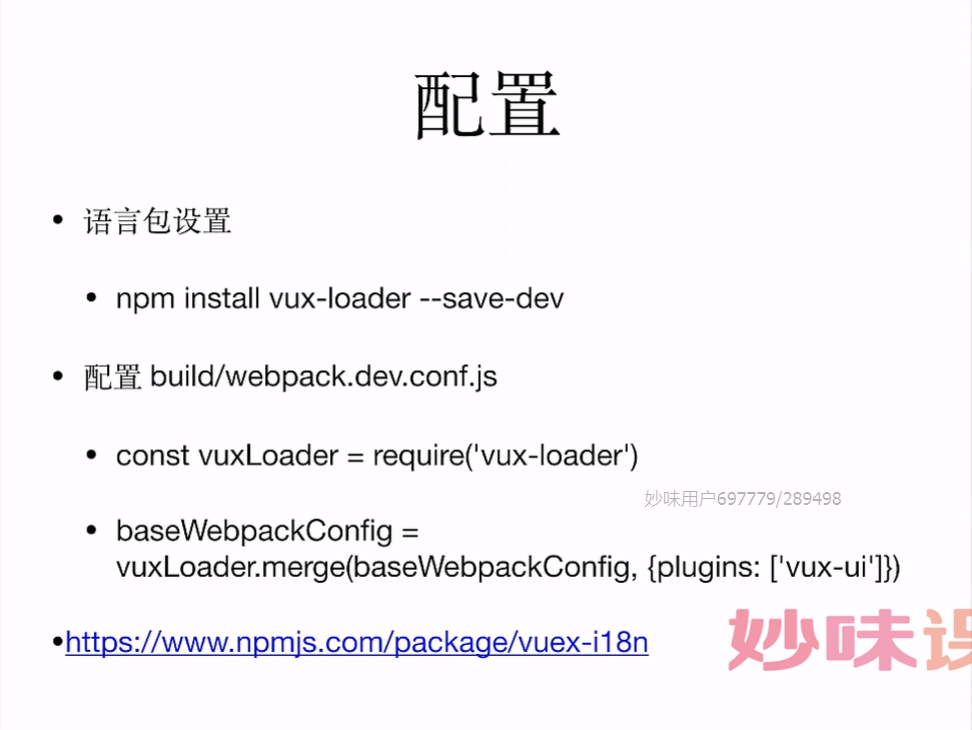 配置
• 语言包设置
• npm install vux-loader --save-dev
• 配置 build/webpack.dev.conf.js
• const vuxLoader = require('vux-loader')
妙味用户697779/289498
• baseWebpackConfig =
vuxLoader.merge(baseWebpackConfig, {plugins: ['vux-ui']})
•https://www.npmjs.com/package/vuex-i18n
妙味